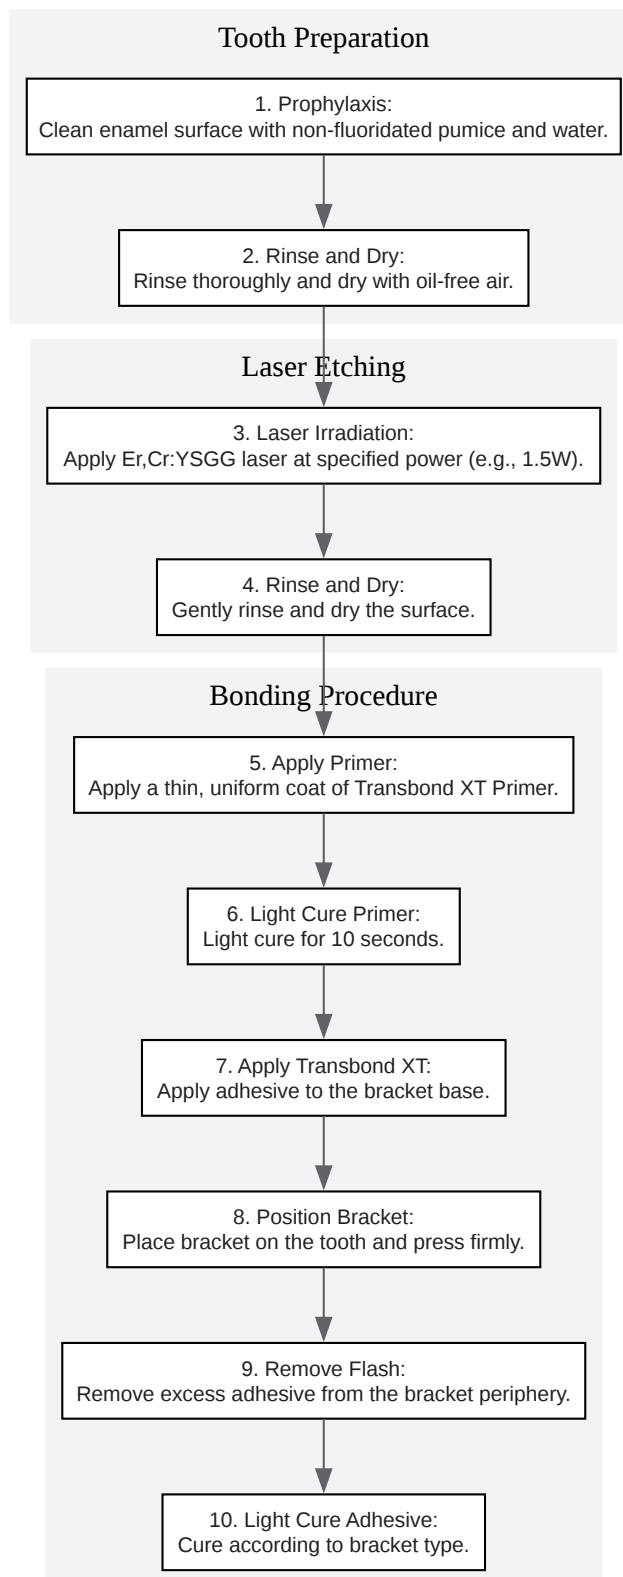 Tooth Preparation
1. Prophylaxis:
Clean enamel surface with non-fluoridated pumice and water.
2. Rinse and Dry:
Rinse thoroughly and dry with oil-free air.
Laser Etching
3. Laser Irradiation:
Apply Er,Cr:YSGG laser at specified power (e.g., 1.5W).
4. Rinse and Dry:
Gently rinse and dry the surface.
Bonding Procedure
5. Apply Primer:
Apply a thin, uniform coat of Transbond XT Primer.
6. Light Cure Primer:
Light cure for 10 seconds.
7. Apply Transbond XT:
Apply adhesive to the bracket base.
8. Position Bracket:
Place bracket on the tooth and press firmly.
9. Remove Flash:
Remove excess adhesive from the bracket periphery.
10. Light Cure Adhesive:
Cure according to bracket type.